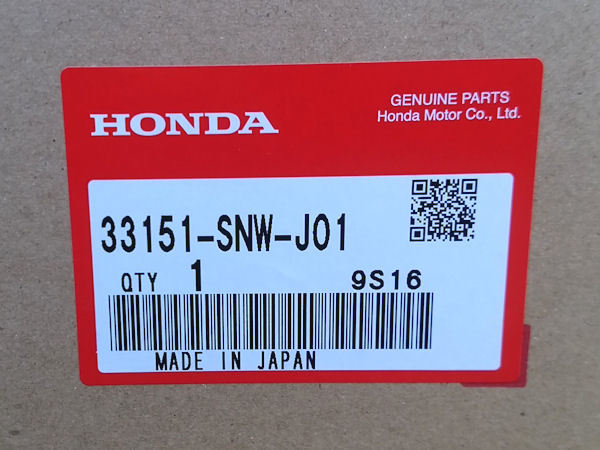 HONDA
GENUINE PARTS
Honda Motor Co., Ltd.
33151-SNW-J01
QTY 1 9S16
MADE IN JAPAN